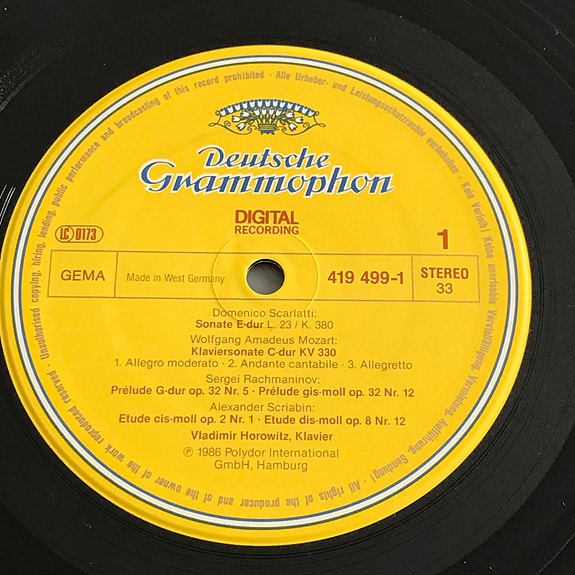 Deutsche
Grammophon
DIGITAL
RECORDING
LC 0173
1
GEMA
Made in West Germany
419 499-1
STEREO
33
Domenico Scarlatti:
Sonate E-dur L. 23 / K. 380
Wolfgang Amadeus Mozart:
Klaviersonate C-dur KV 330
1. Allegro moderato · 2. Andante cantabile · 3. Allegretto
Sergei Rachmaninov:
Prélude G-dur op. 32 Nr. 5 · Prélude gis-moll op. 32 Nr. 12
Alexander Scriabin:
Etude cis-moll op. 2 Nr. 1 · Etude dis-moll op. 8 Nr. 12
Vladimir Horowitz, Klavier
℗ 1986 Polydor International
GmbH, Hamburg
Alle Urheber- und Leistungsschutzrechte vorbehalten · Kein Verleih! Keine unerlaubte Vervielfältigung, Vermietung, Aufführung, Sendung! · All rights of the producer and of the owner of the work reproduced reserved · Unauthorised copying, hiring, lending, public performance and broadcasting of this record prohibited ·